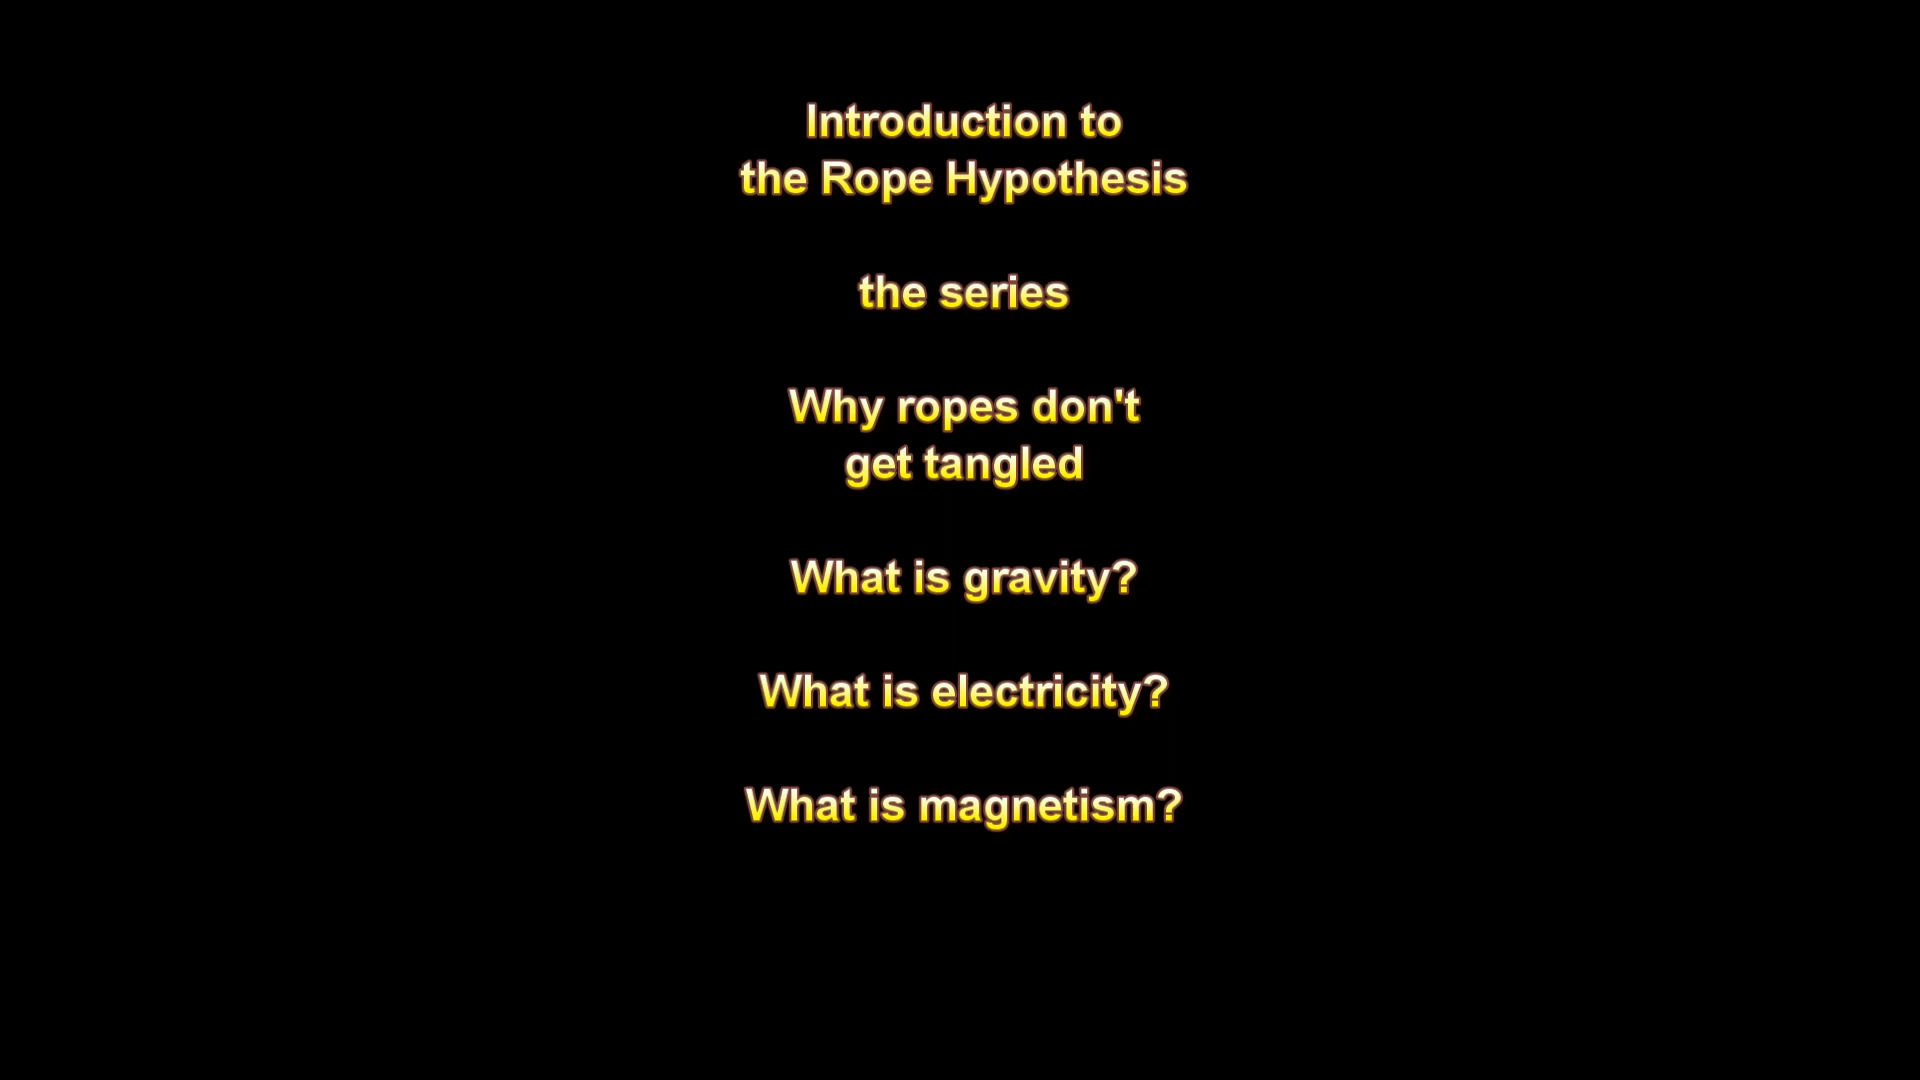 Introduction to
the Rope Hypothesis
the series
Why ropes don't
get tangled
What is gravity?
What is electricity?
What is magnetism?